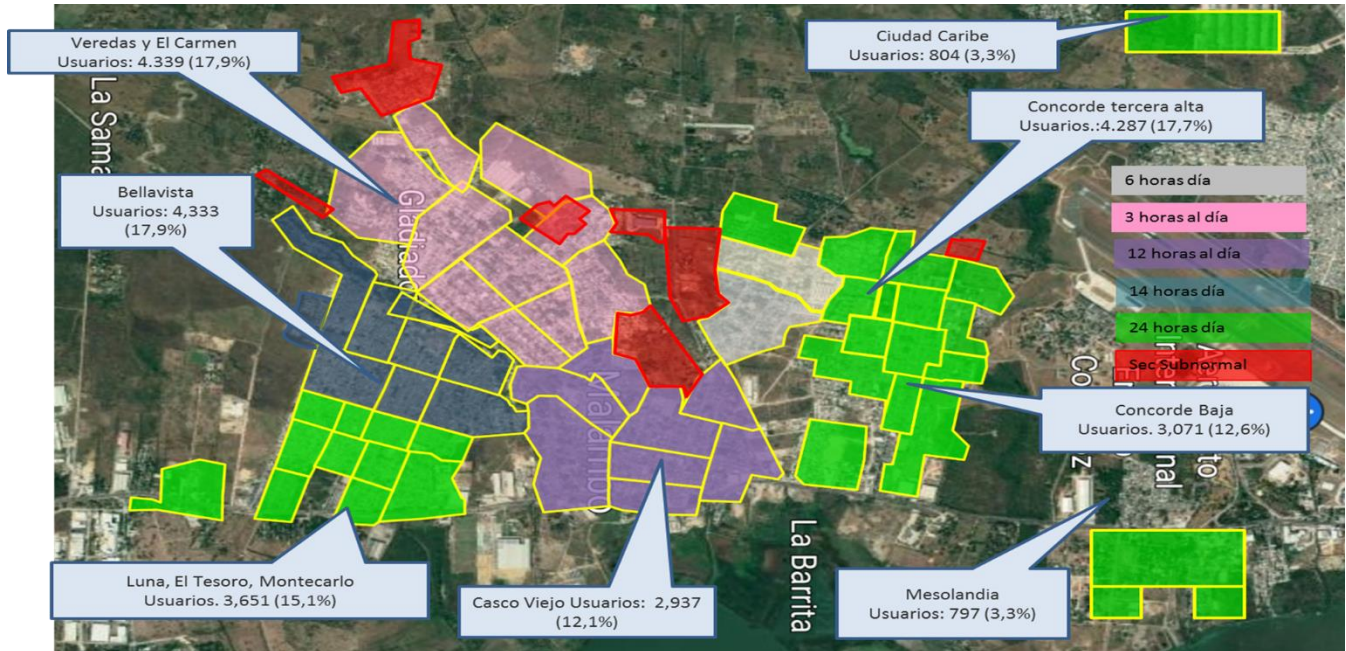 Veredas y El Carmen
Usuarios: 4.339 (17,9%)
Ciudad Caribe
Usuarios: 804 (3,3%)
La Sama
Concorde tercera alta
Usuarios.:4.287 (17,7%)
Bellavista
Usuarios: 4,333
(17,9%)
6 horas día
3 horas al día
12 horas al día
14 horas día
24 horas día
Sec Subnormal
Malambo
Concorde Baja
Usuarios. 3,071 (12,6%)
La Barrita
Luna, El Tesoro, Montecarlo
Usuarios. 3,651 (15,1%)
Casco Viejo Usuarios: 2,937
(12,1%)
Mesolandia
Usuarios: 797 (3,3%)